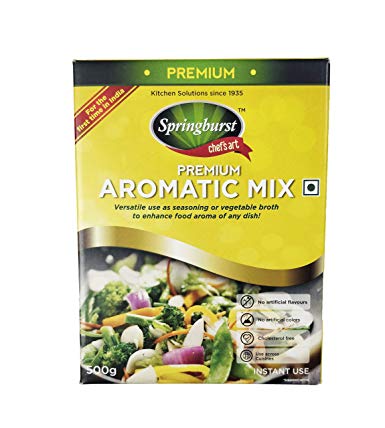 PREMIUM
Kitchen Solutions since 1935
For the
first time in India
Springburst™
chef's art
PREMIUM
AROMATIC MIX
Versatile use as seasoning or vegetable broth
to enhance food aroma of any dish!
No artificial flavours
No artificial colors
Cholesterol free
Use across
Cuisines
500g
INSTANT USE